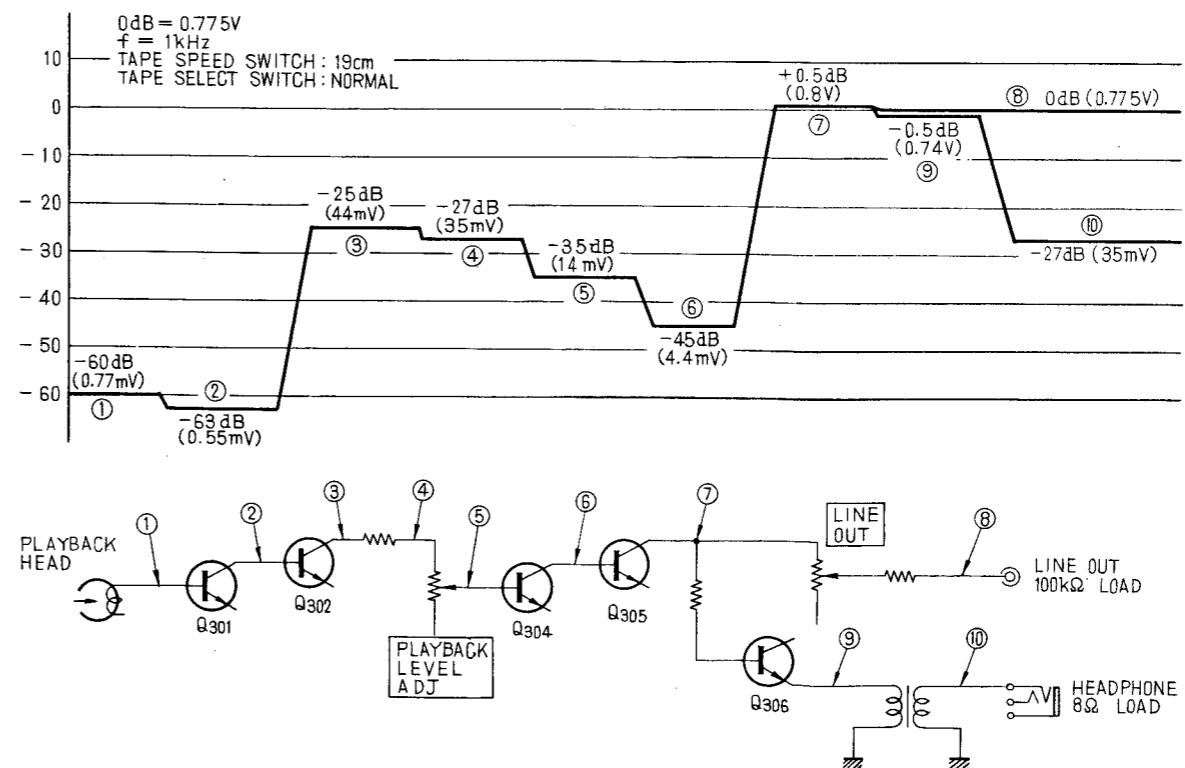 0dB = 0.775V
f = 1kHz
TAPE SPEED SWITCH : 19cm
TAPE SELECT SWITCH : NORMAL
10
0
-10
-20
-30
-40
-50
-60
-60dB
(0.77mV)
①
②
-63dB
(0.55mV)
-25dB
(44mV)
③
-27dB
(35mV)
④
-35dB
(14mV)
⑤
⑥
-45dB
(4.4mV)
+0.5dB
(0.8V)
⑦
⑧ 0dB (0.775V)
-0.5dB
(0.74V)
⑨
⑩
-27dB (35mV)
PLAYBACK
HEAD
①
②
③
④
⑤
⑥
⑦
LINE
OUT
⑧
LINE OUT
100kΩ LOAD
Q301
Q302
PLAYBACK
LEVEL
ADJ
Q304
Q305
Q306
⑨
⑩
HEADPHONE
8Ω LOAD